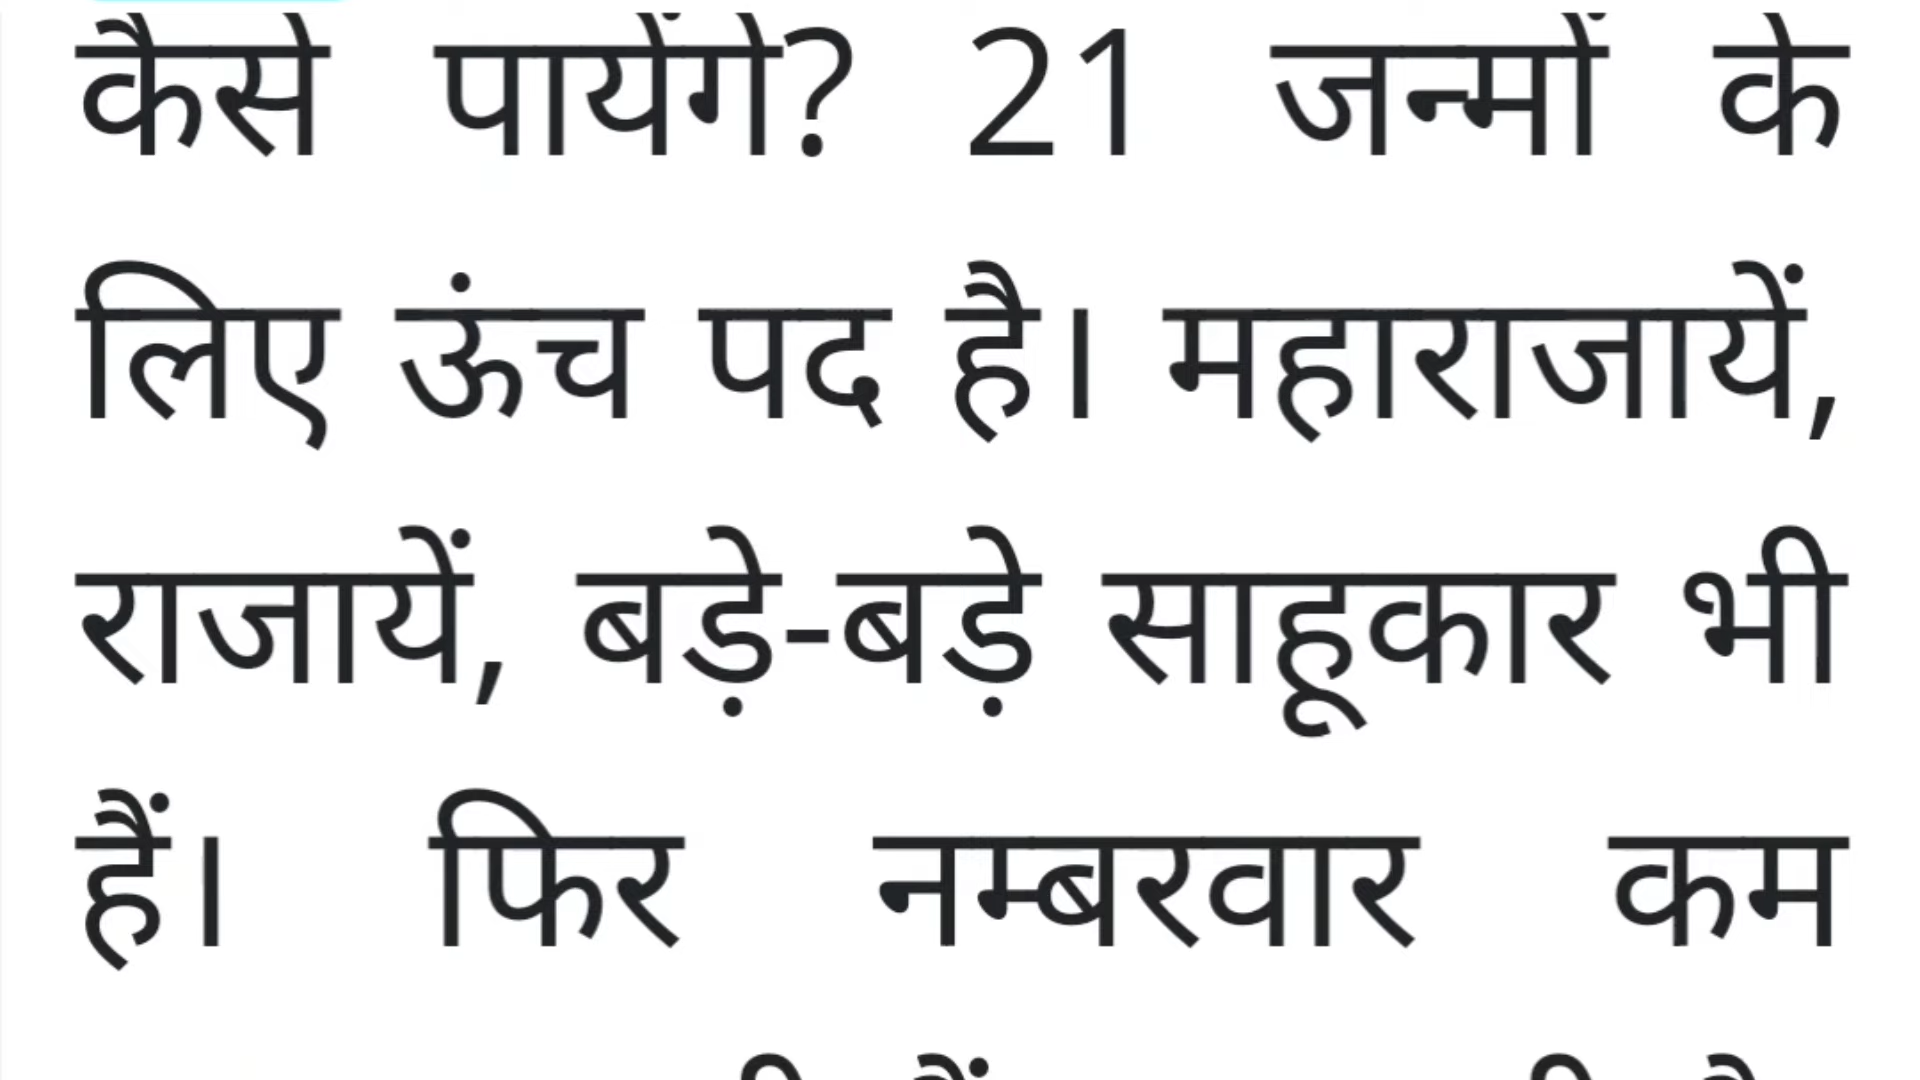 कैसे पायेंगे? 21 जन्मों के
लिए ऊंच पद है। महाराजायें,
राजायें, बड़े-बड़े साहूकार भी
हैं। फिर नम्बरवार कम